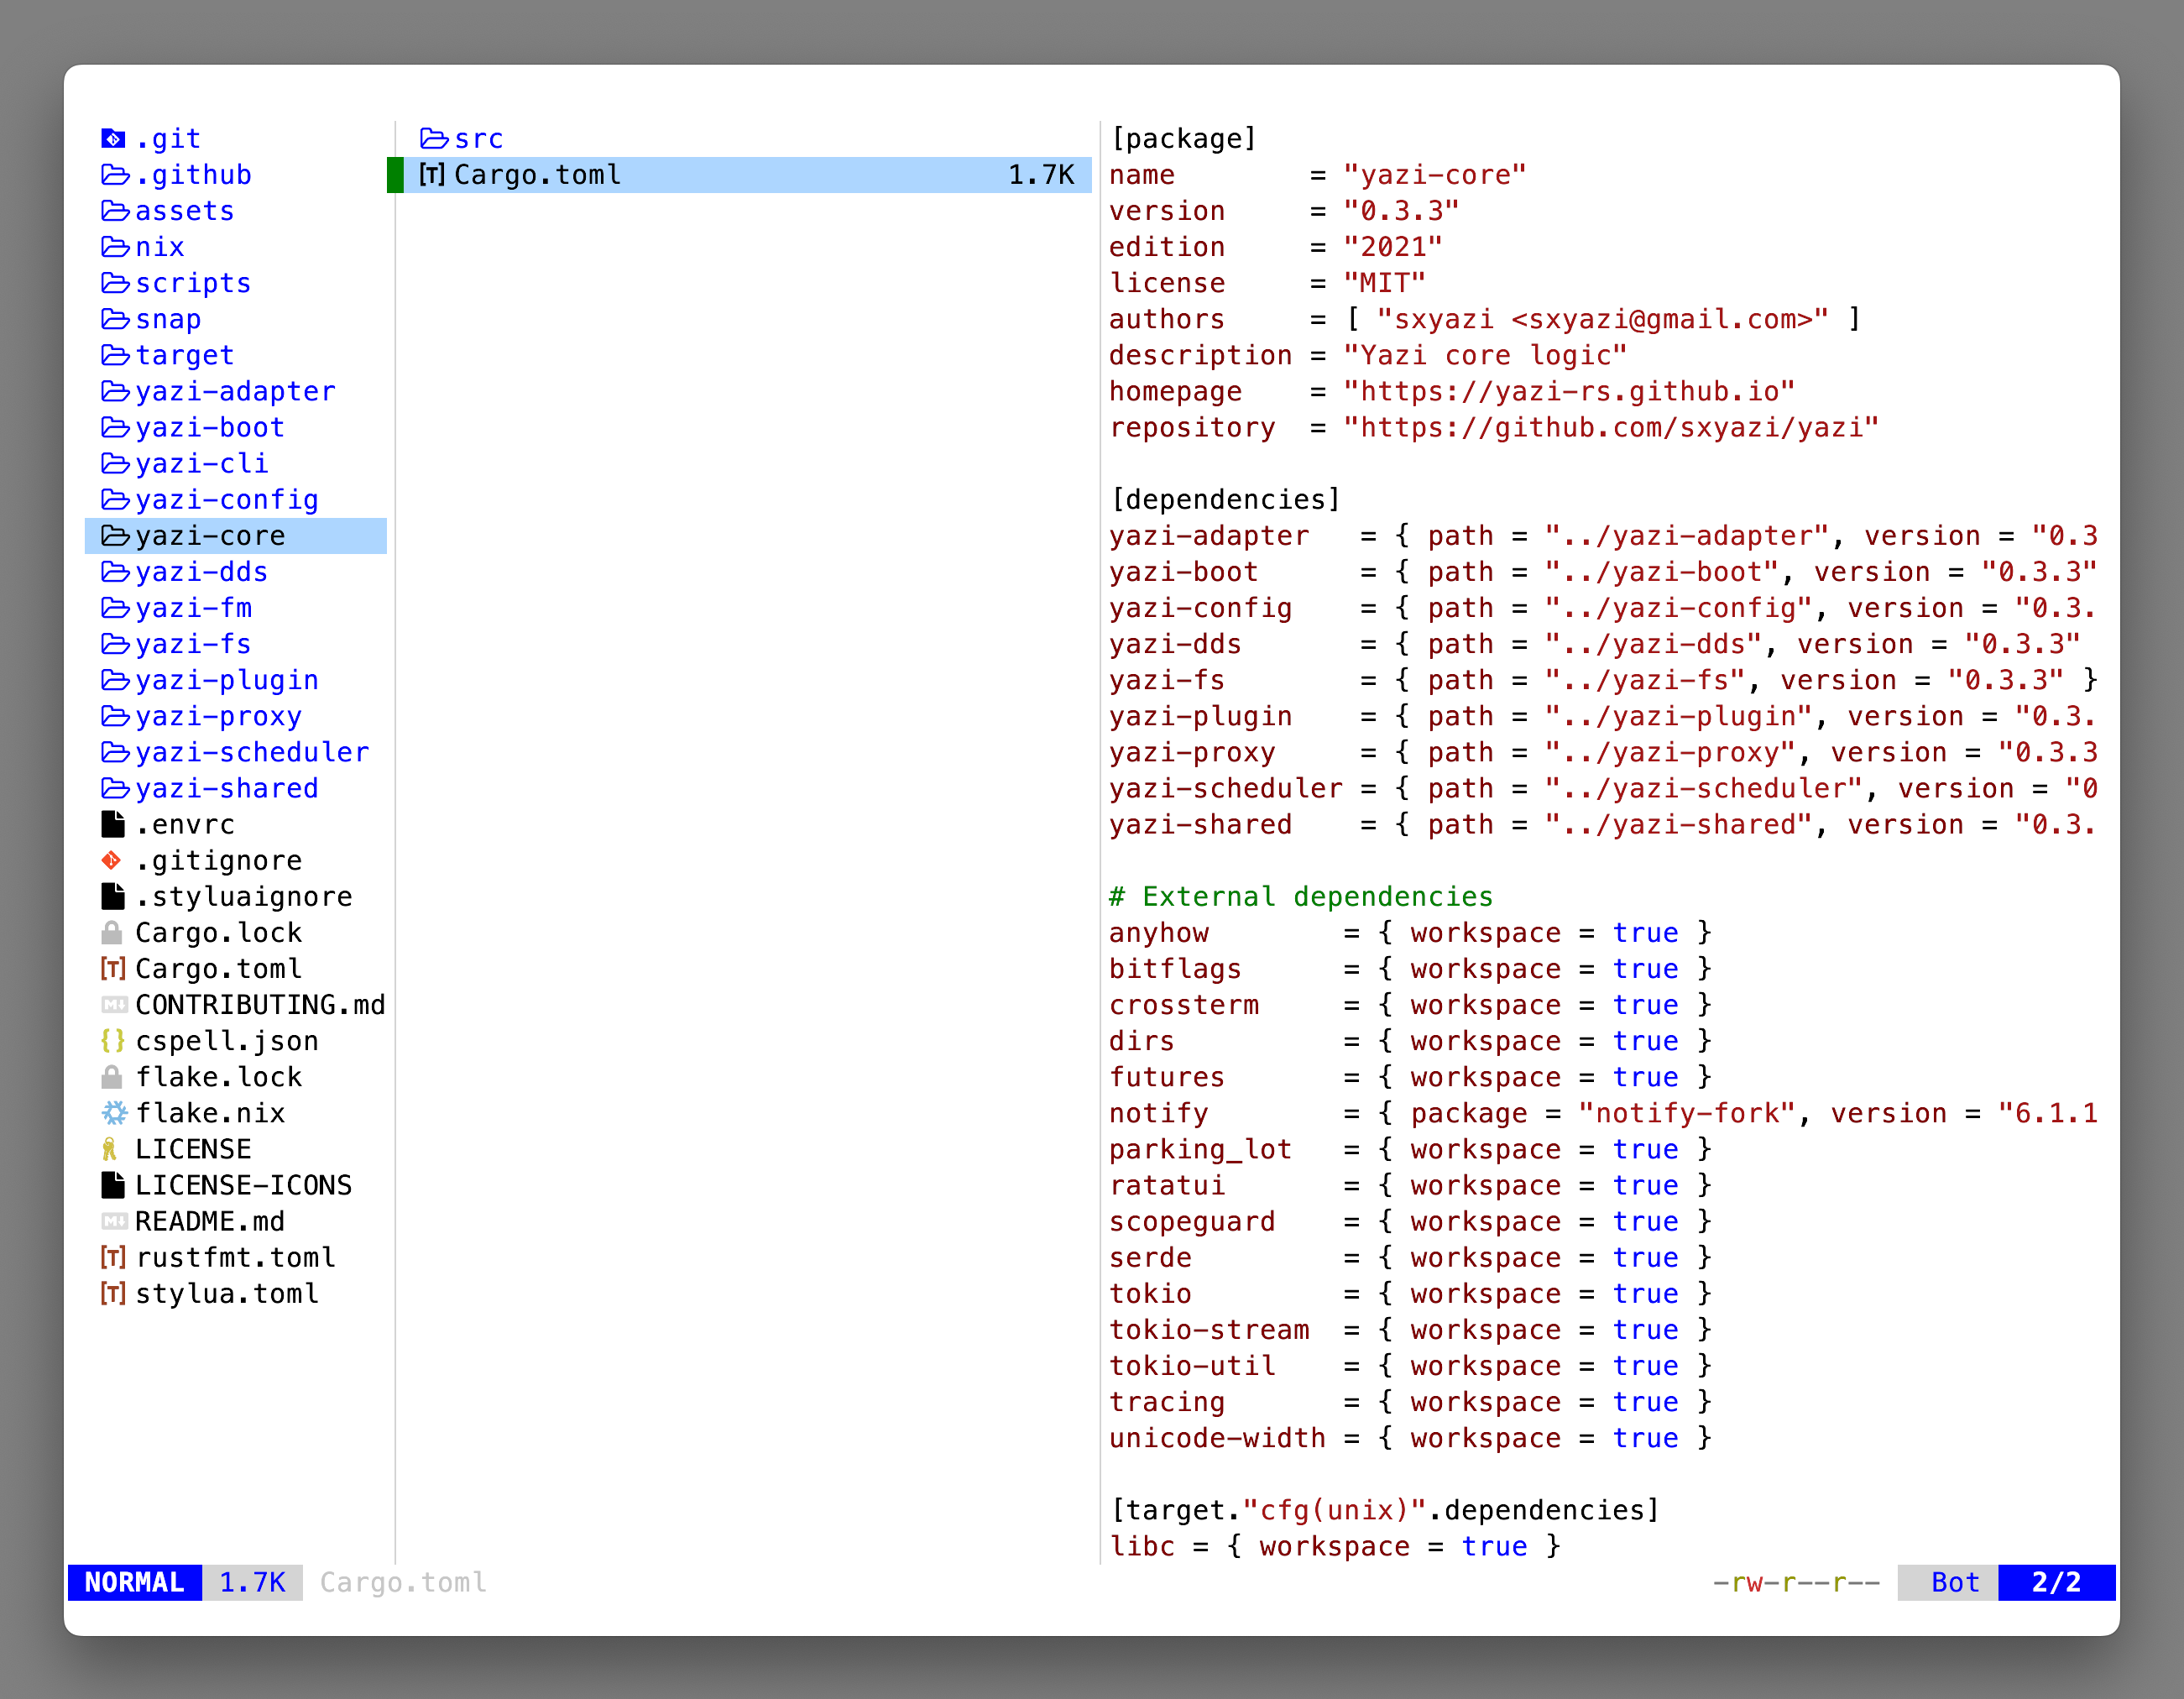 .git
.github
assets
nix
scripts
snap
target
yazi-adapter
yazi-boot
yazi-cli
yazi-config
yazi-core
yazi-dds
yazi-fm
yazi-fs
yazi-plugin
yazi-proxy
yazi-scheduler
yazi-shared
.envrc
.gitignore
.styluaignore
Cargo.lock
Cargo.toml
CONTRIBUTING.md
cspell.json
flake.lock
flake.nix
LICENSE
LICENSE-ICONS
README.md
rustfmt.toml
stylua.toml
src
Cargo.toml 1.7K
[package]
name        = "yazi-core"
version     = "0.3.3"
edition     = "2021"
license     = "MIT"
authors     = [ "sxyazi <sxyazi@gmail.com>" ]
description = "Yazi core logic"
homepage    = "https://yazi-rs.github.io"
repository  = "https://github.com/sxyazi/yazi"
[dependencies]
yazi-adapter   = { path = "../yazi-adapter", version = "0.3
yazi-boot      = { path = "../yazi-boot", version = "0.3.3"
yazi-config    = { path = "../yazi-config", version = "0.3.
yazi-dds       = { path = "../yazi-dds", version = "0.3.3"
yazi-fs        = { path = "../yazi-fs", version = "0.3.3" }
yazi-plugin    = { path = "../yazi-plugin", version = "0.3.
yazi-proxy     = { path = "../yazi-proxy", version = "0.3.3
yazi-scheduler = { path = "../yazi-scheduler", version = "0
yazi-shared    = { path = "../yazi-shared", version = "0.3.
# External dependencies
anyhow        = { workspace = true }
bitflags      = { workspace = true }
crossterm     = { workspace = true }
dirs          = { workspace = true }
futures       = { workspace = true }
notify        = { package = "notify-fork", version = "6.1.1
parking_lot   = { workspace = true }
ratatui       = { workspace = true }
scopeguard    = { workspace = true }
serde         = { workspace = true }
tokio         = { workspace = true }
tokio-stream  = { workspace = true }
tokio-util    = { workspace = true }
tracing       = { workspace = true }
unicode-width = { workspace = true }
[target."cfg(unix)".dependencies]
libc = { workspace = true }
NORMAL 1.7K Cargo.toml -rw-r--r-- Bot 2/2